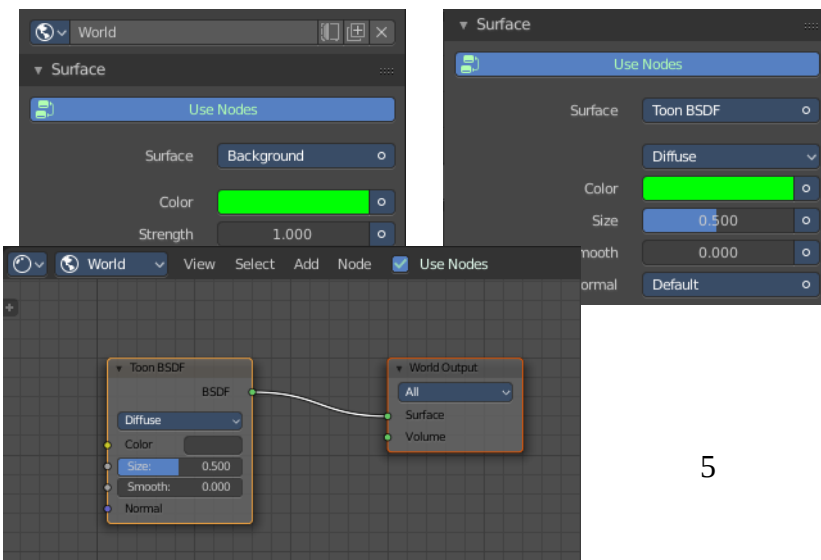 World
Surface
Use Nodes
Surface Background
Color
Strength 1.000
Surface
Use Nodes
Surface Toon BSDF
Diffuse
Color
Size 0.500
mooth 0.000
ormal Default
World View Select Add Node Use Nodes
Toon BSDF
BSDF
Diffuse
Color
Size: 0.500
Smooth: 0.000
Normal
World Output
All
Surface
Volume
5